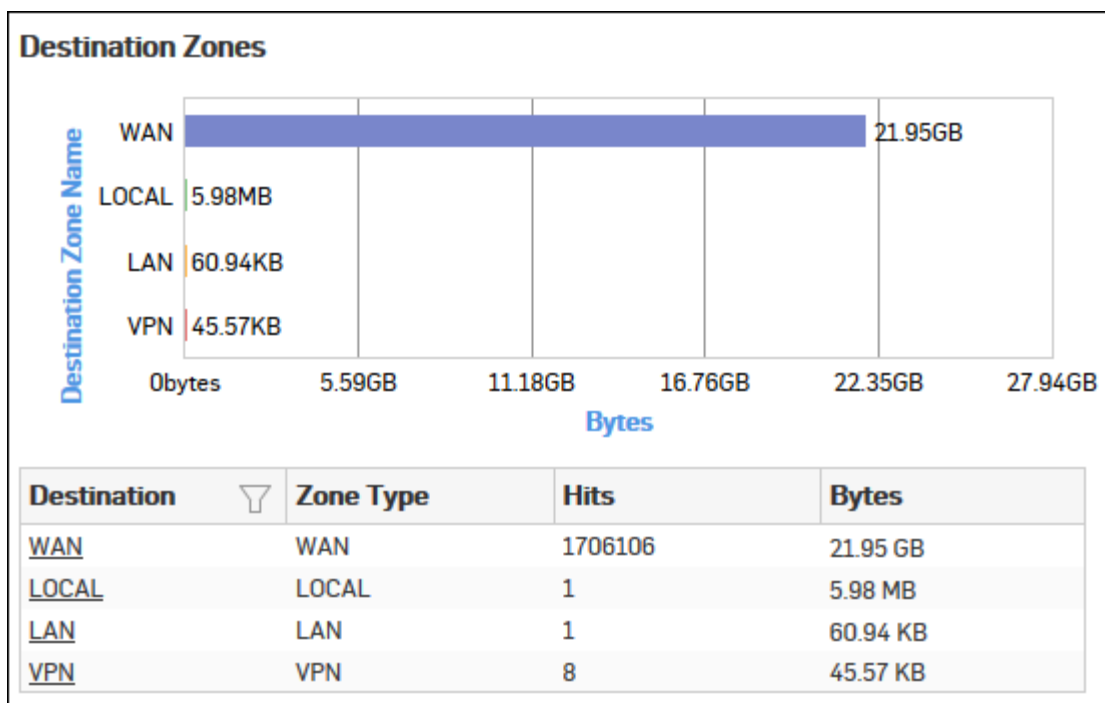 Destination Zones
Destination Zone Name
WAN 21.95GB
LOCAL 5.98MB
LAN 60.94KB
VPN 45.57KB
0bytes 5.59GB 11.18GB 16.76GB 22.35GB 27.94GB
Bytes
Destination Zone Type Hits Bytes
WAN WAN 1706106 21.95 GB
LOCAL LOCAL 1 5.98 MB
LAN LAN 1 60.94 KB
VPN VPN 8 45.57 KB